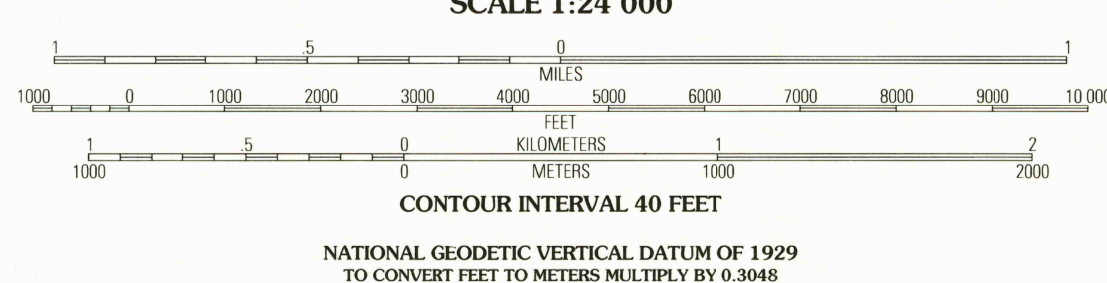 SCALE 1:24 000
1 .5 0 1
MILES
1000 0 1000 2000 3000 4000 5000 6000 7000 8000 9000 10 000
FEET
1 .5 0 KILOMETERS 1 2
1000 0 METERS 1000 2000
CONTOUR INTERVAL 40 FEET
NATIONAL GEODETIC VERTICAL DATUM OF 1929
TO CONVERT FEET TO METERS MULTIPLY BY 0.3048